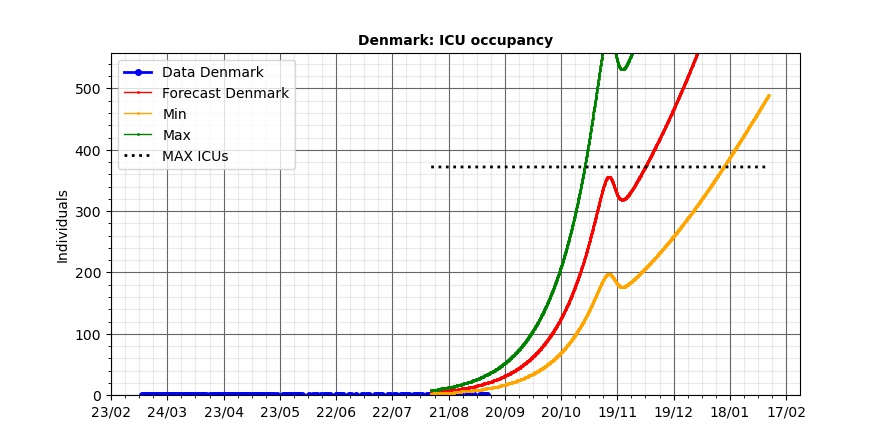 Denmark: ICU occupancy
Data Denmark
Forecast Denmark
Min
Max
MAX ICUs
Individuals
500
400
300
200
100
0
23/02 24/03 23/04 23/05 22/06 22/07 21/08 20/09 20/10 19/11 19/12 18/01 17/02